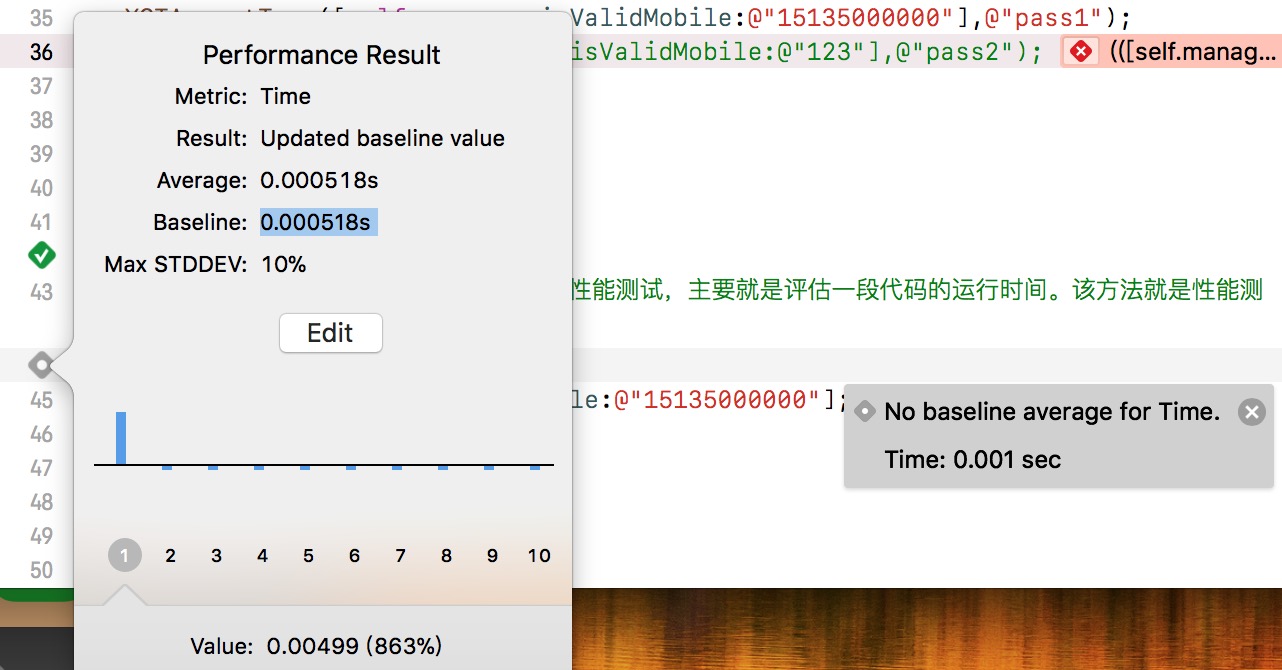 35
ValidMobile:@"15135000000"],@"pass1");
36
isValidMobile:@"123"],@"pass2");
(([self.manag...
37
38
39
40
41
43
性能测试，主要就是评估一段代码的运行时间。该方法就是性能测
45
le:@"15135000000"];
46
47
48
49
50
Performance Result
Metric: Time
Result: Updated baseline value
Average: 0.000518s
Baseline: 0.000518s
Max STDDEV: 10%
Edit
1 2 3 4 5 6 7 8 9 10
Value: 0.00499 (863%)
No baseline average for Time.
Time: 0.001 sec